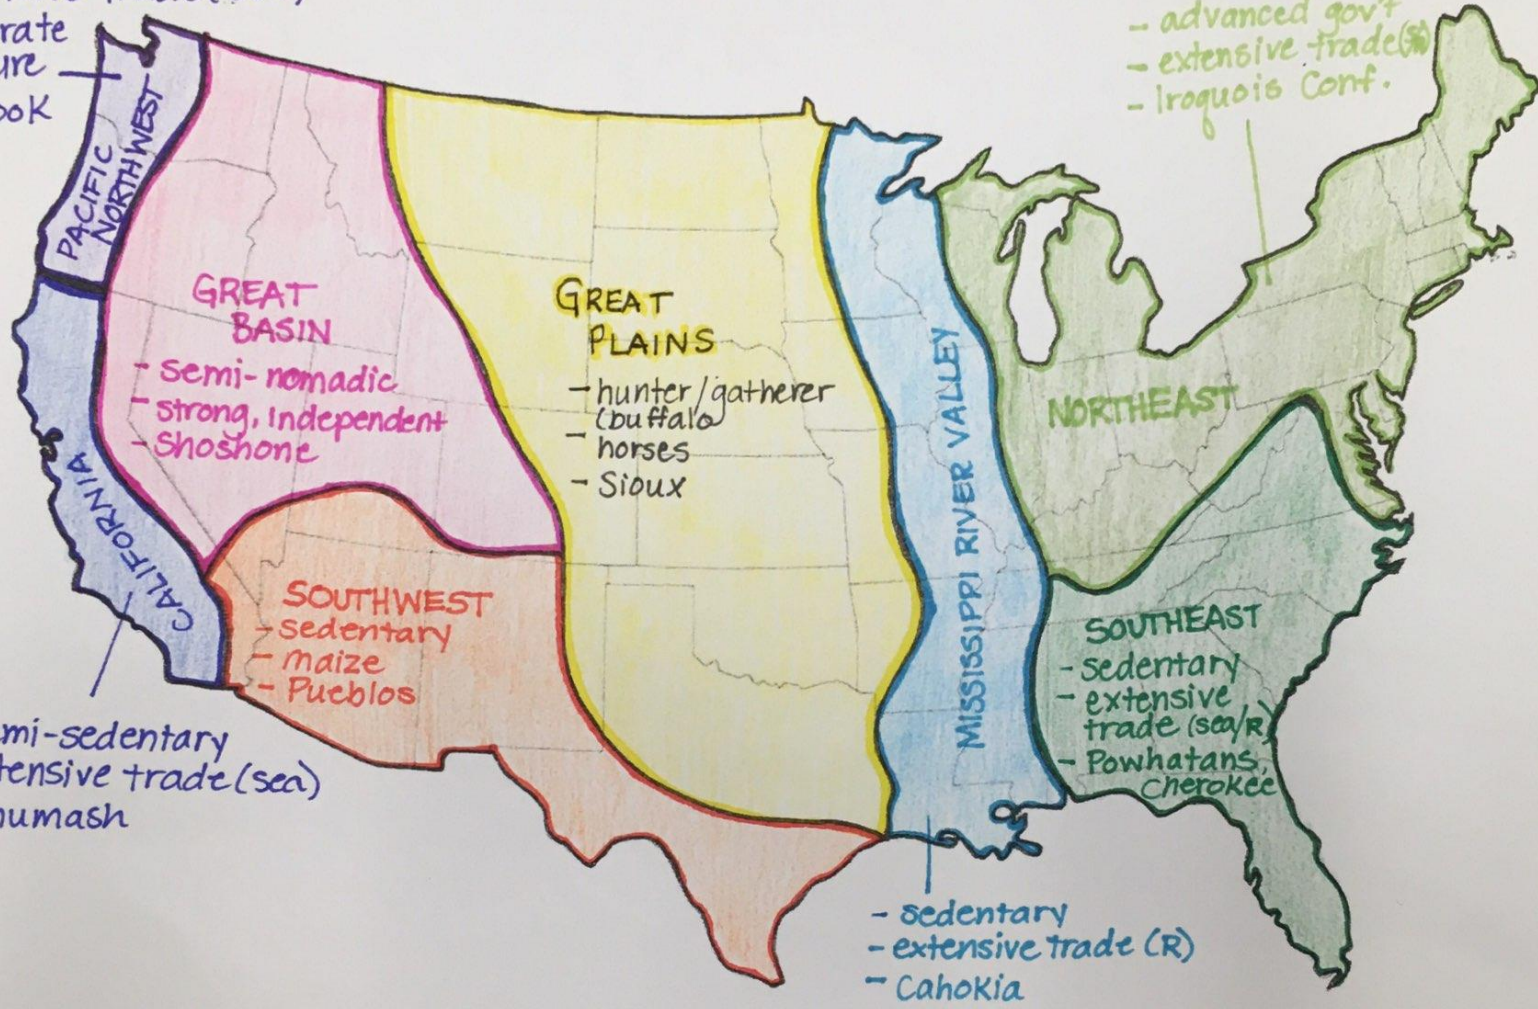 rate
ure
ook
- advanced gov't
- extensive trade
- Iroquois Conf.
PACIFIC
NORTHWEST
GREAT
BASIN
- semi-nomadic
- strong, independent
- Shoshone
GREAT
PLAINS
- hunter/gatherer
(buffalo
- horses
- Sioux
MISSISSIPPI RIVER VALLEY
NORTHEAST
CALIFORNIA
SOUTHWEST
- sedentary
- maize
- Pueblos
SOUTHEAST
- sedentary
- extensive
trade (sea/R)
- Powhatans,
Cherokee
mi-sedentary
tensive trade (sea)
humash
- sedentary
- extensive trade (R)
- Cahokia